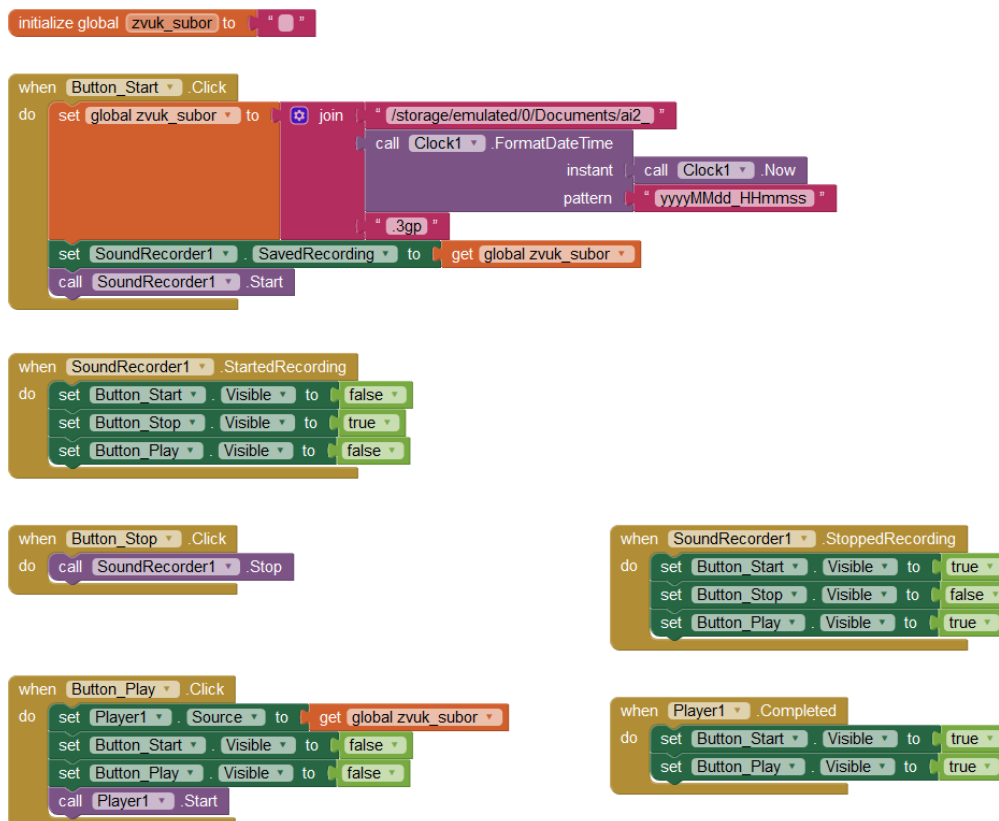 initialize global zvuk_subor to " "
when Button_Start .Click
do set global zvuk_subor to join " /storage/emulated/0/Documents/ai2_ "
call Clock1 .FormatDateTime
instant call Clock1 .Now
pattern " yyyyMMdd_HHmmss "
" .3gp "
set SoundRecorder1 . SavedRecording to get global zvuk_subor
call SoundRecorder1 .Start
when SoundRecorder1 .StartedRecording
do set Button_Start . Visible to false
set Button_Stop . Visible to true
set Button_Play . Visible to false
when Button_Stop .Click
do call SoundRecorder1 .Stop
when SoundRecorder1 .StoppedRecording
do set Button_Start . Visible to true
set Button_Stop . Visible to false
set Button_Play . Visible to true
when Button_Play .Click
do set Player1 . Source to get global zvuk_subor
set Button_Start . Visible to false
set Button_Play . Visible to false
call Player1 .Start
when Player1 .Completed
do set Button_Start . Visible to true
set Button_Play . Visible to true